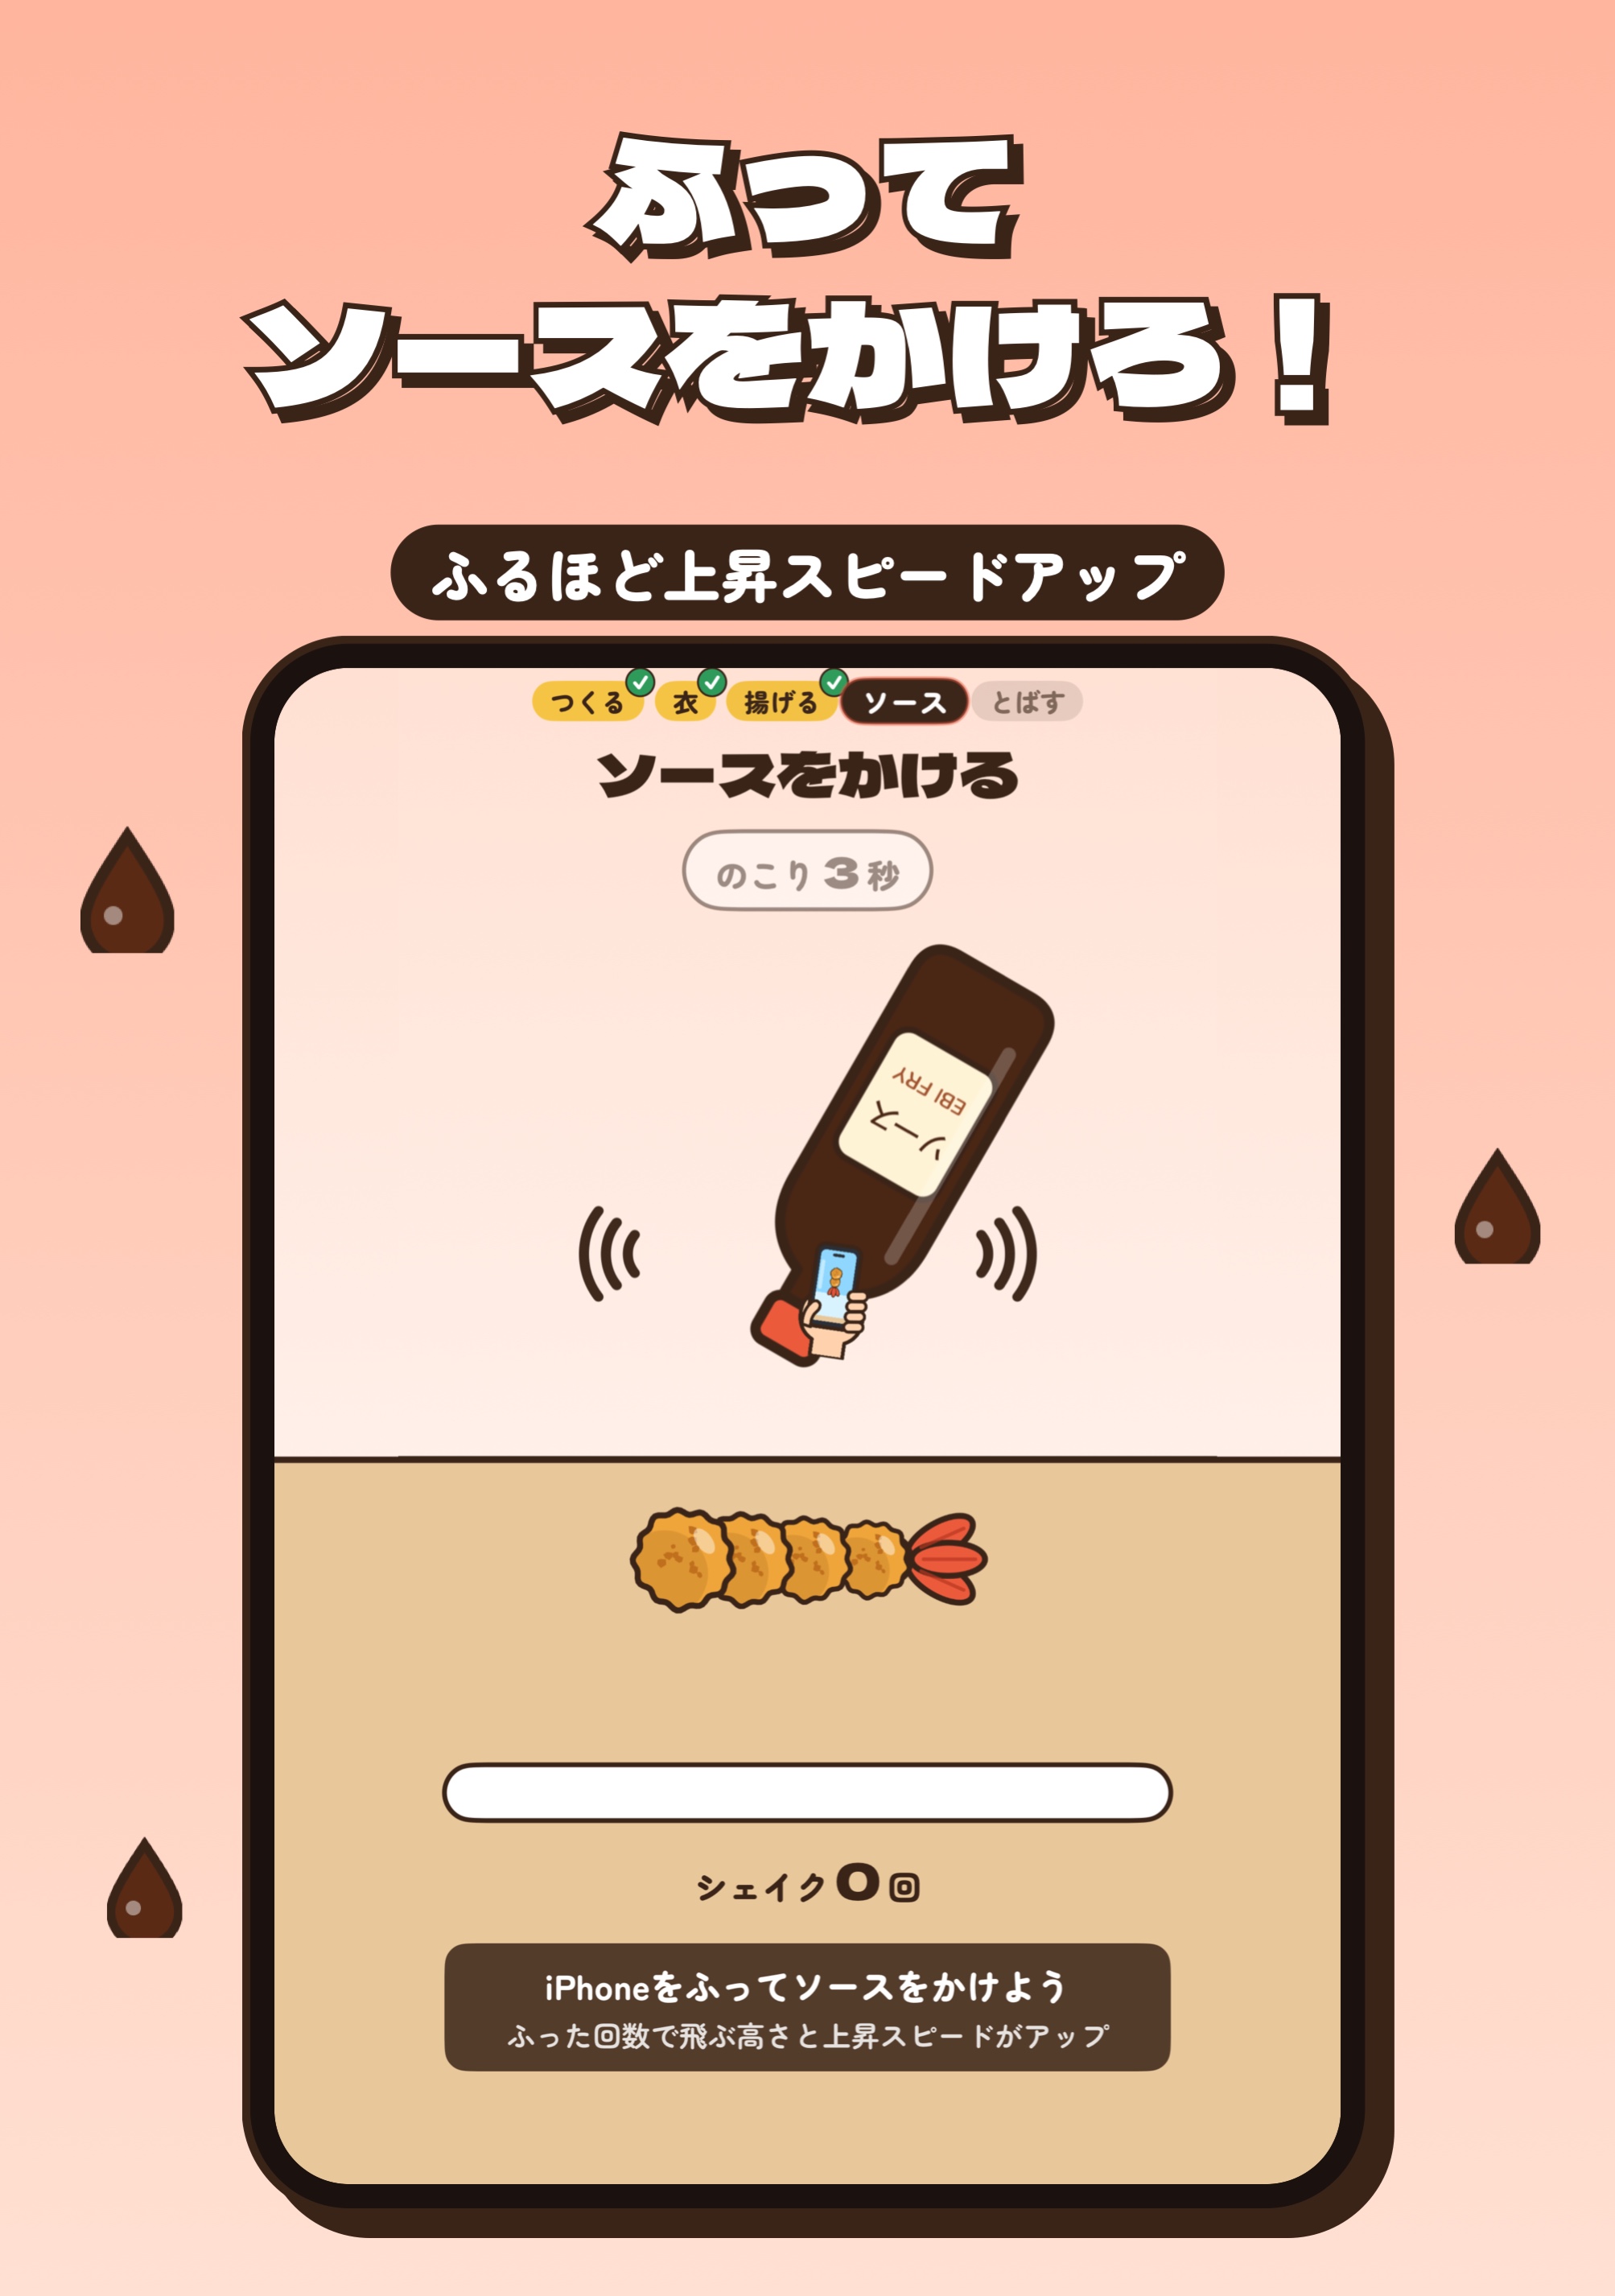 ふって
ソースをかけろ！
ふるほど上昇スピードアップ
つくる 衣 揚げる ソース とばす
ソースをかける
のこり3秒
EBI FRY
ソース
シェイク0回
iPhoneをふってソースをかけよう
ふった回数で飛ぶ高さと上昇スピードがアップ